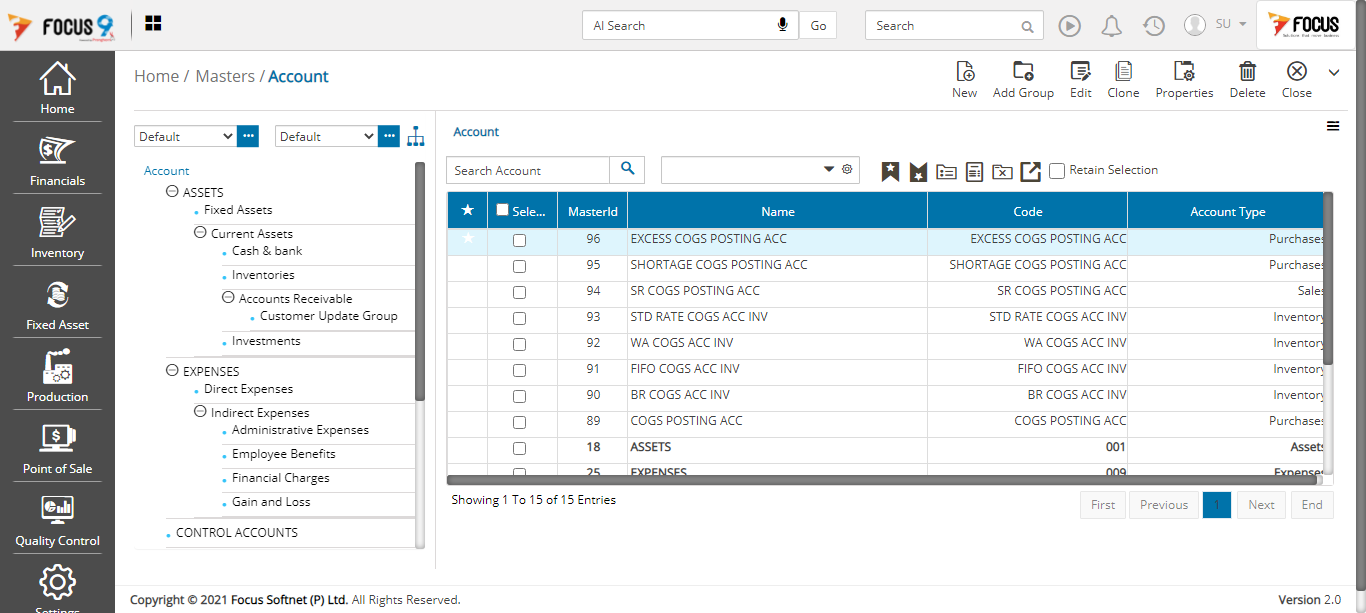 FOCUS 9
AI Search
Go
Search
SU
FOCUS
Home
Financials
Inventory
Fixed Asset
Production
Point of Sale
Quality Control
Settings
Home / Masters / Account
New
Add Group
Edit
Clone
Properties
Delete
Close
Default
Default
Account
ASSETS
Fixed Assets
Current Assets
Cash & bank
Inventories
Accounts Receivable
Customer Update Group
Investments
EXPENSES
Direct Expenses
Indirect Expenses
Administrative Expenses
Employee Benefits
Financial Charges
Gain and Loss
CONTROL ACCOUNTS
Account
Search Account
Retain Selection
Sele... MasterId Name Code Account Type
96 EXCESS COGS POSTING ACC EXCESS COGS POSTING ACC Purchases
95 SHORTAGE COGS POSTING ACC SHORTAGE COGS POSTING ACC Purchases
94 SR COGS POSTING ACC SR COGS POSTING ACC Sales
93 STD RATE COGS ACC INV STD RATE COGS ACC INV Inventory
92 WA COGS ACC INV WA COGS ACC INV Inventory
91 FIFO COGS ACC INV FIFO COGS ACC INV Inventory
90 BR COGS ACC INV BR COGS ACC INV Inventory
89 COGS POSTING ACC COGS POSTING ACC Purchases
18 ASSETS 001 Assets
25 EXPENSES 009 Expenses
Showing 1 To 15 of 15 Entries
First
Previous
1
Next
End
Copyright © 2021 Focus Softnet (P) Ltd. All Rights Reserved.
Version 2.0